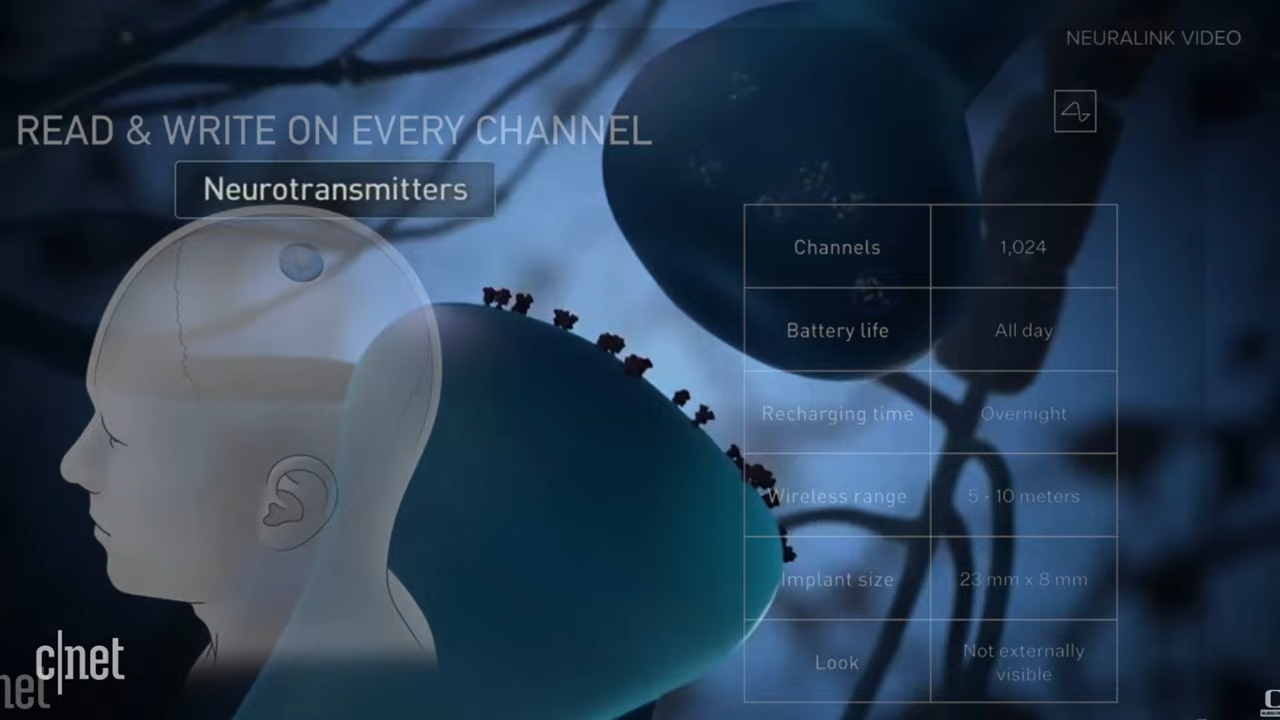 NEURALINK VIDEO
READ & WRITE ON EVERY CHANNEL
Neurotransmitters
Channels 1,024
Battery life All day
Recharging time Overnight
Wireless range 5 - 10 meters
Implant size 23 mm x 8 mm
Look Not externally
visible
c|net
net